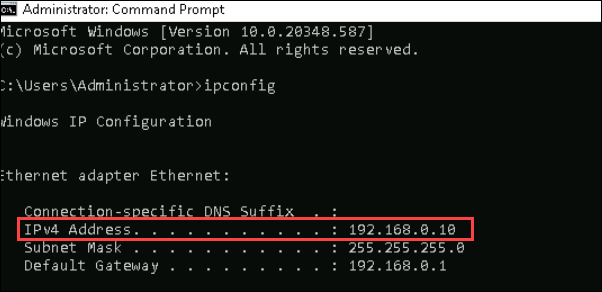 Administrator: Command Prompt
Microsoft Windows [Version 10.0.20348.587]
(c) Microsoft Corporation. All rights reserved.
C:\Users\Administrator>ipconfig
Windows IP Configuration
Ethernet adapter Ethernet:
Connection-specific DNS Suffix  . :
IPv4 Address. . . . . . . . . . . : 192.168.0.10
Subnet Mask . . . . . . . . . . . : 255.255.255.0
Default Gateway . . . . . . . . . : 192.168.0.1